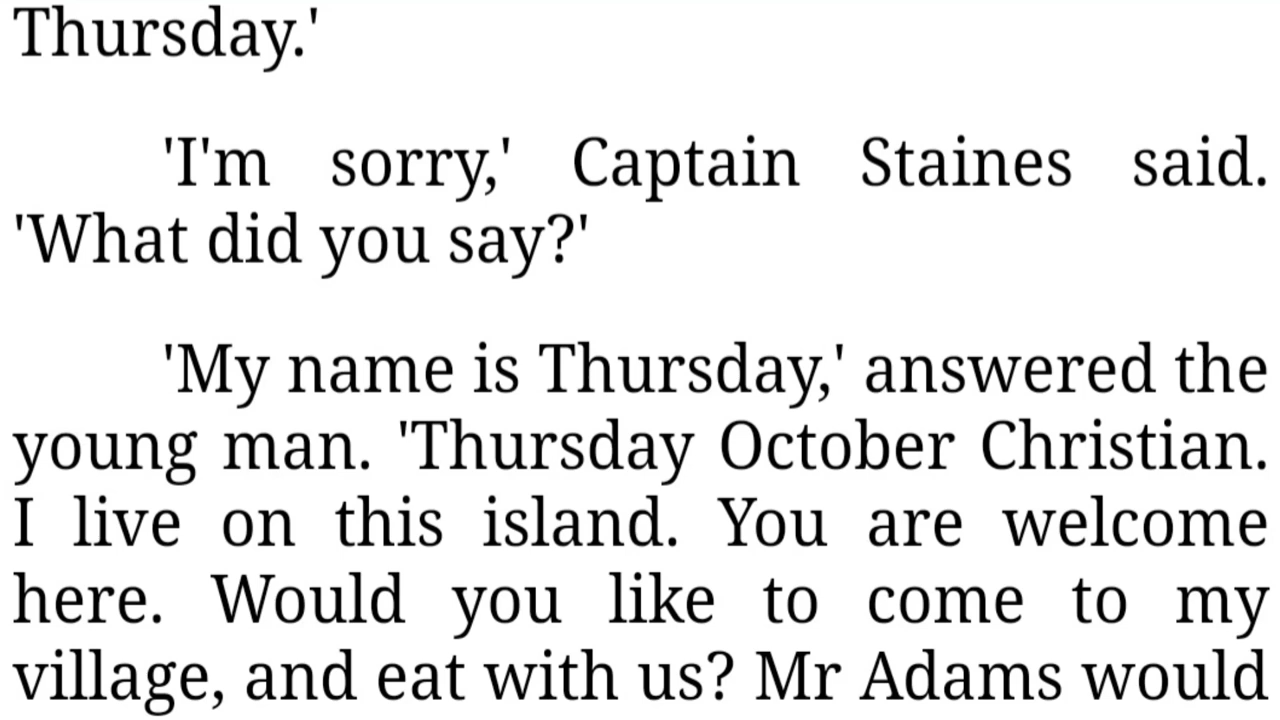 Thursday.'
'I'm sorry,' Captain Staines said.
'What did you say?'
'My name is Thursday,' answered the
young man. 'Thursday October Christian.
I live on this island. You are welcome
here. Would you like to come to my
village, and eat with us? Mr Adams would